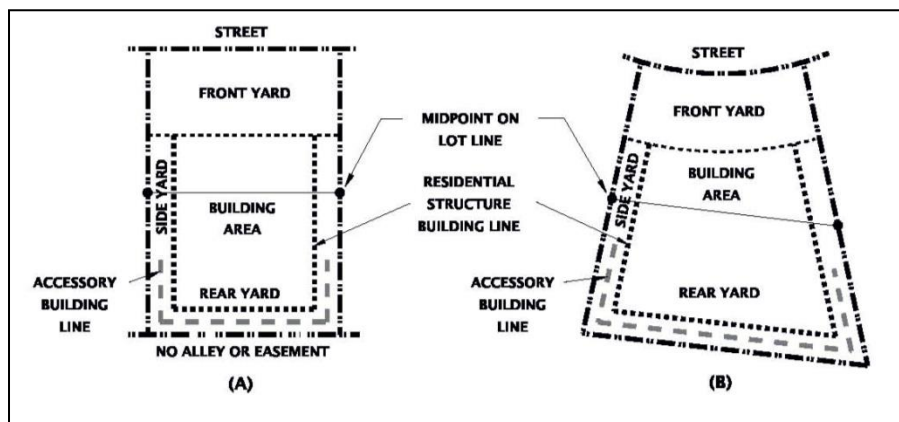 STREET
FRONT YARD
SIDE YARD
BUILDING
AREA
REAR YARD
ACCESSORY
BUILDING
LINE
NO ALLEY OR EASEMENT
(A)
MIDPOINT ON
LOT LINE
RESIDENTIAL
STRUCTURE
BUILDING LINE
STREET
FRONT YARD
SIDE YARD
BUILDING
AREA
REAR YARD
ACCESSORY
BUILDING
LINE
(B)